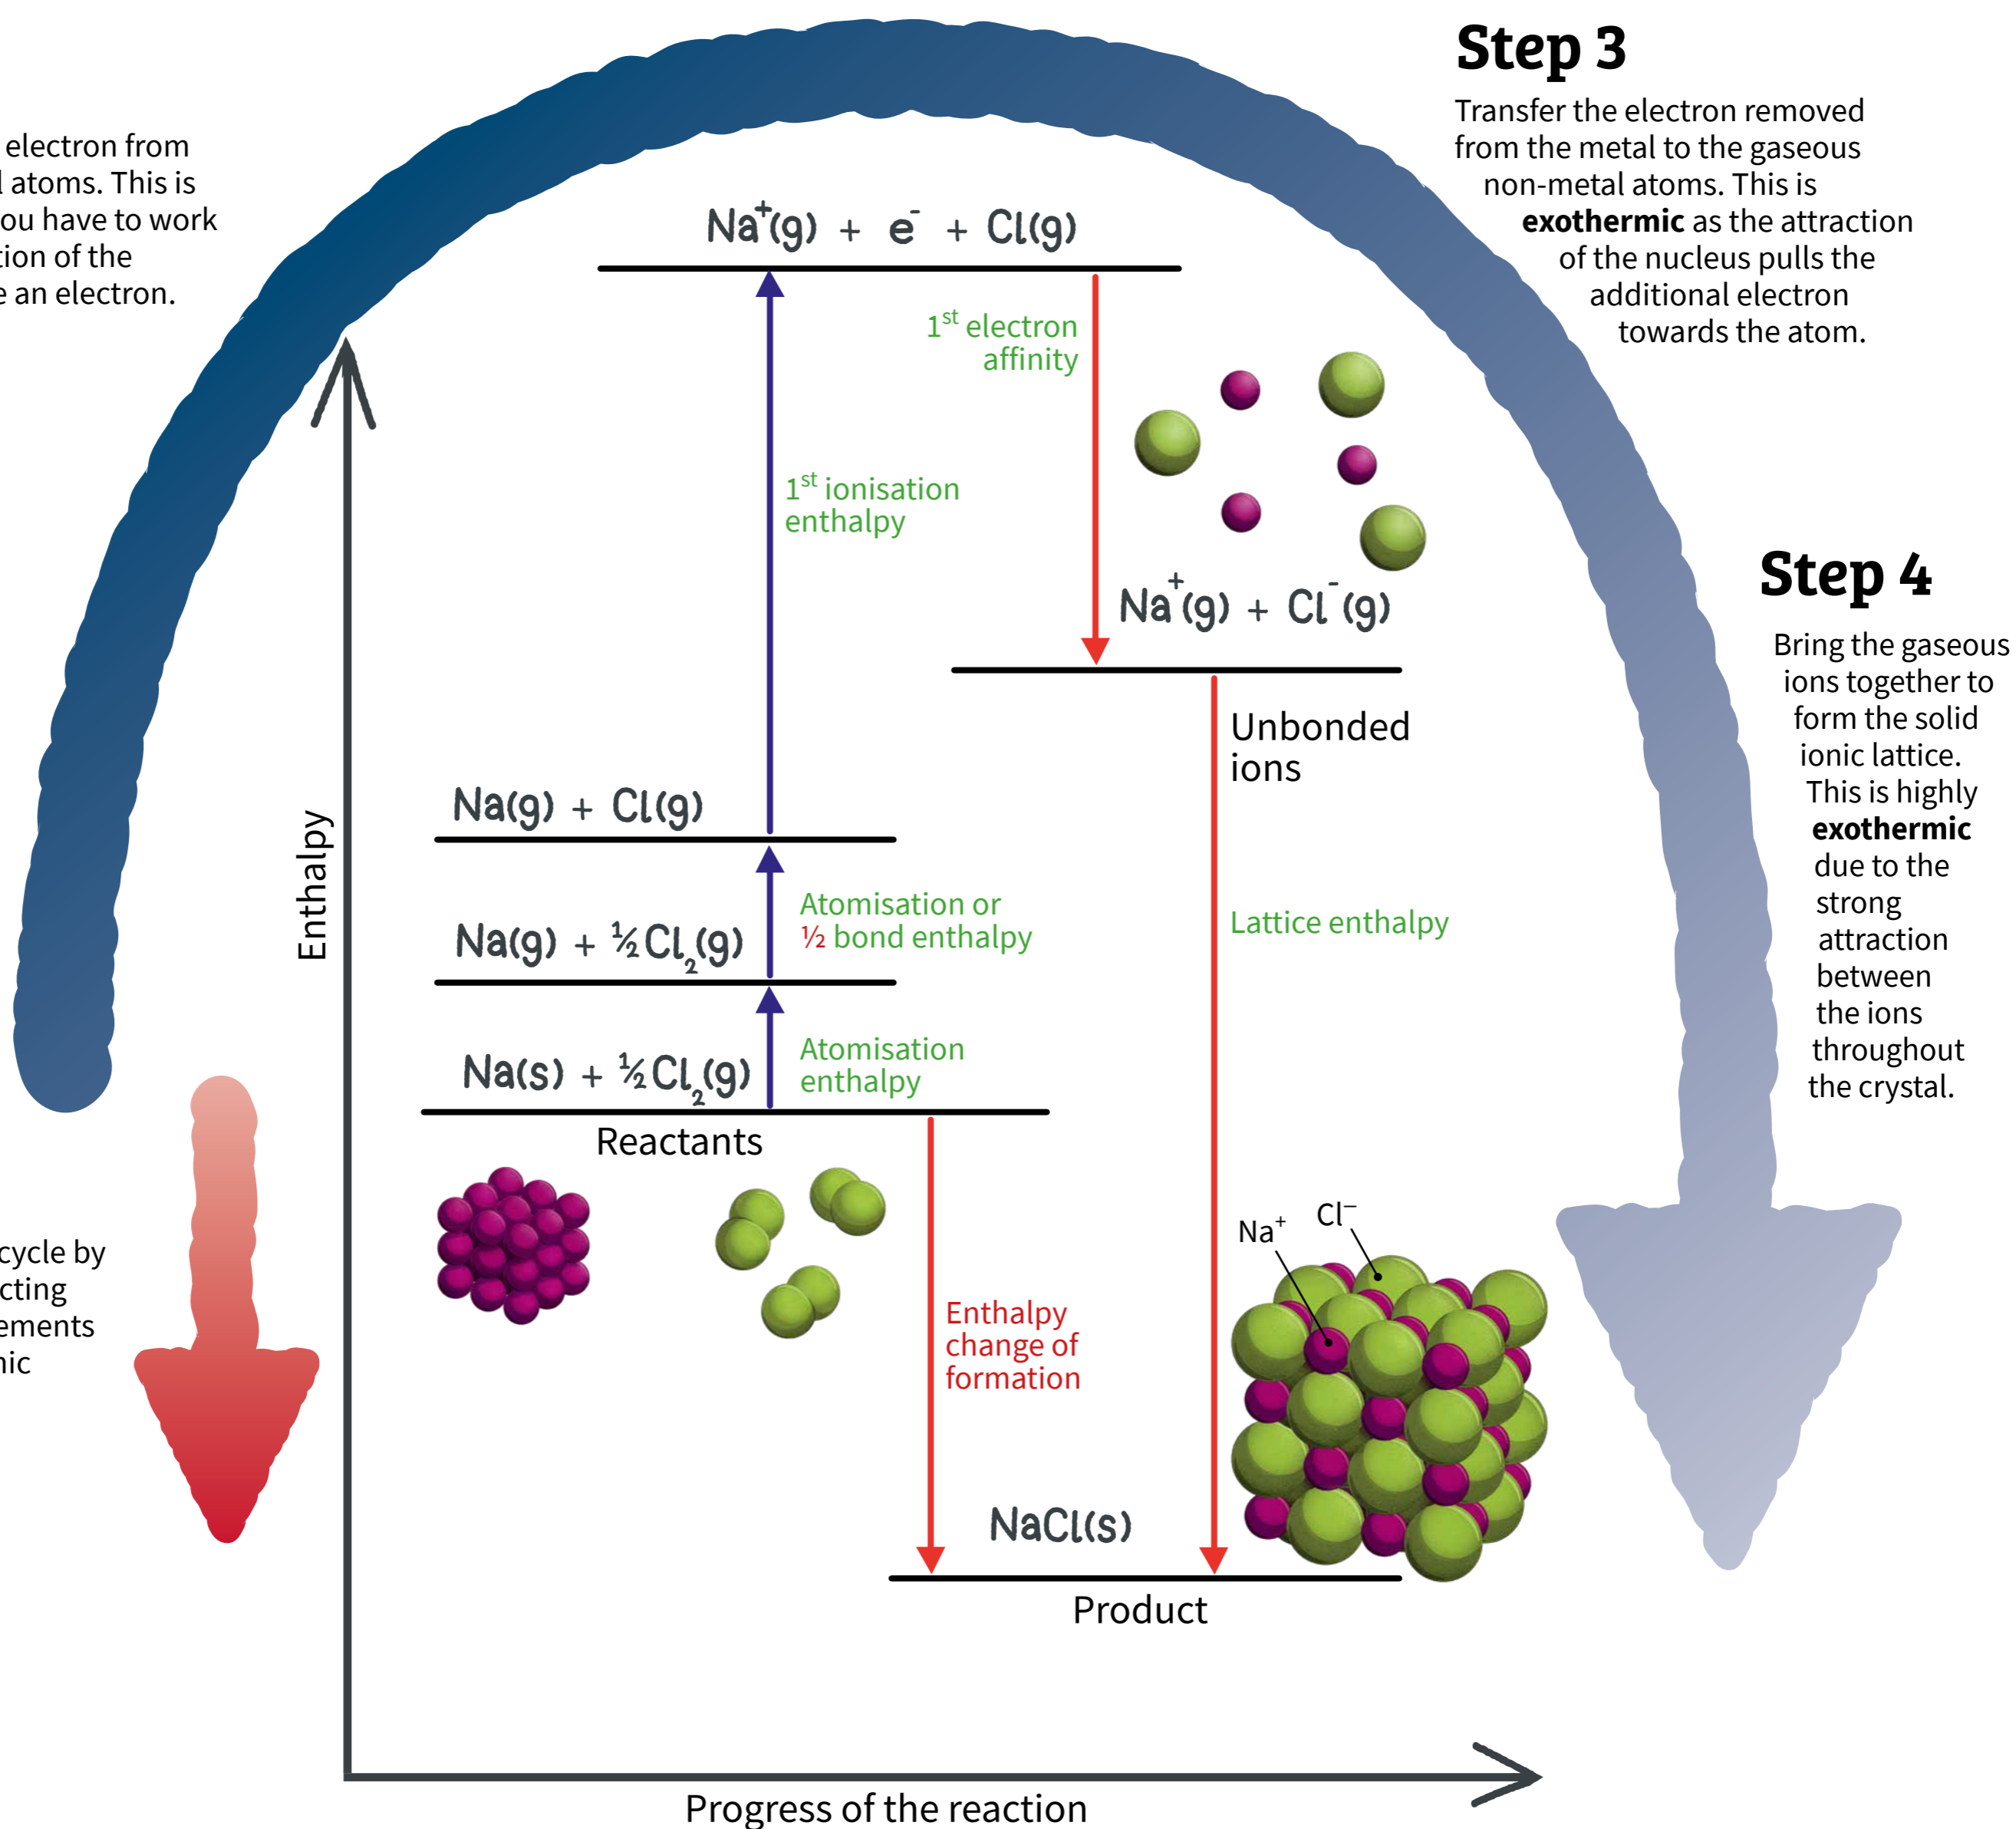 electron from
atoms. This is
you have to work
tion of the
an electron.
Step 3
Transfer the electron removed
from the metal to the gaseous
non-metal atoms. This is
exothermic as the attraction
of the nucleus pulls the
additional electron
towards the atom.
Na⁺(g) + e⁻ + Cl(g)
1st electron
affinity
1st ionisation
enthalpy
Na⁺(g) + Cl⁻(g)
Unbonded
ions
Step 4
Bring the gaseous
ions together to
form the solid
ionic lattice.
This is highly
exothermic
due to the
strong
attraction
between
the ions
throughout
the crystal.
Enthalpy
Na(g) + Cl(g)
Atomisation or
½ bond enthalpy
Na(g) + ½Cl₂(g)
Lattice enthalpy
Na(s) + ½Cl₂(g)
Atomisation
enthalpy
Reactants
cycle by
cting
ements
nic
Na⁺
Cl⁻
Enthalpy
change of
formation
NaCl(s)
Product
Progress of the reaction